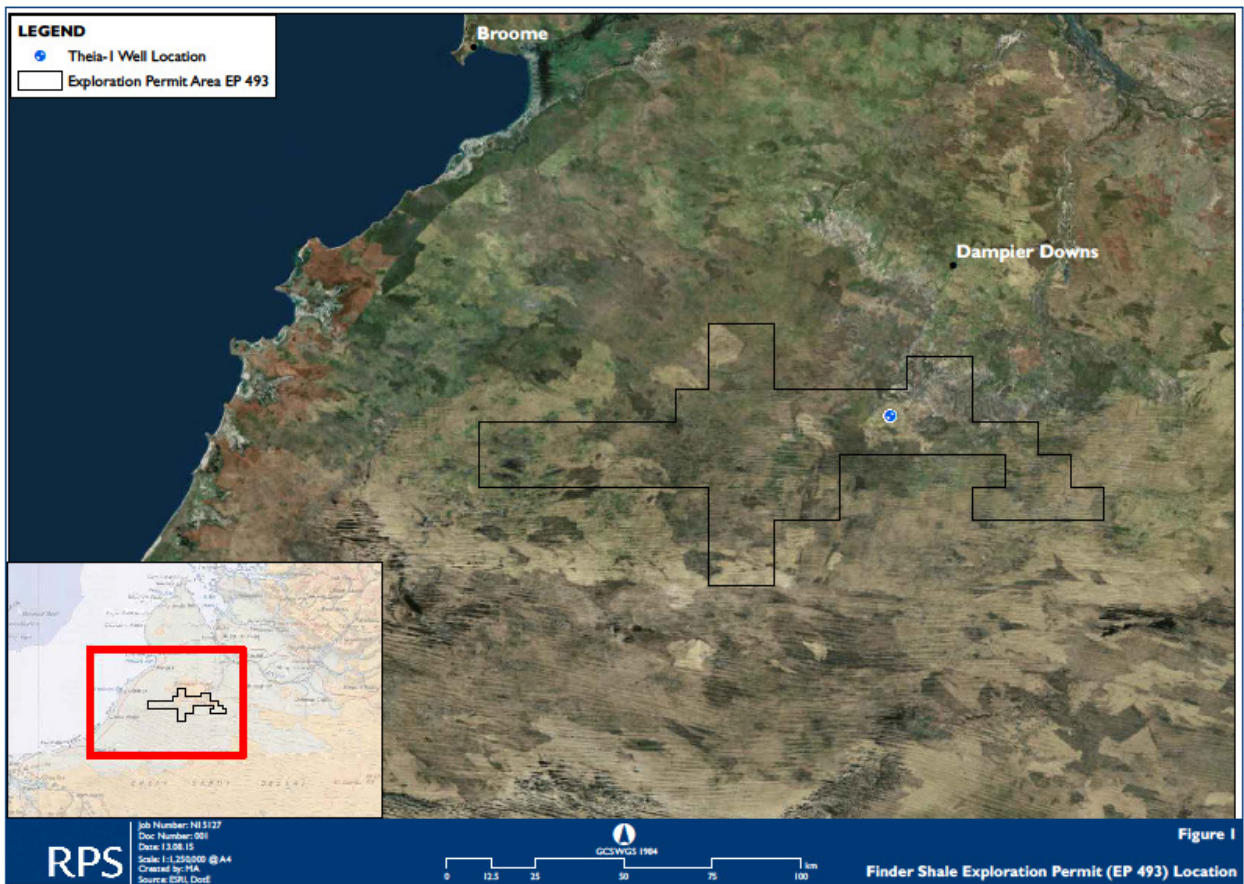 LEGEND
Theia-1 Well Location
Exploration Permit Area EP 493
Broome
Dampier Downs
RPS
Job Number: N15127
Doc Number: 001
Date: 13.08.15
Scale: 1:1,250,000 @ A4
Created by: MA
Source: ESRI, DotE
GCSWGS 1984
km
0 12.5 25 50 75 100
Figure 1
Finder Shale Exploration Permit (EP 493) Location